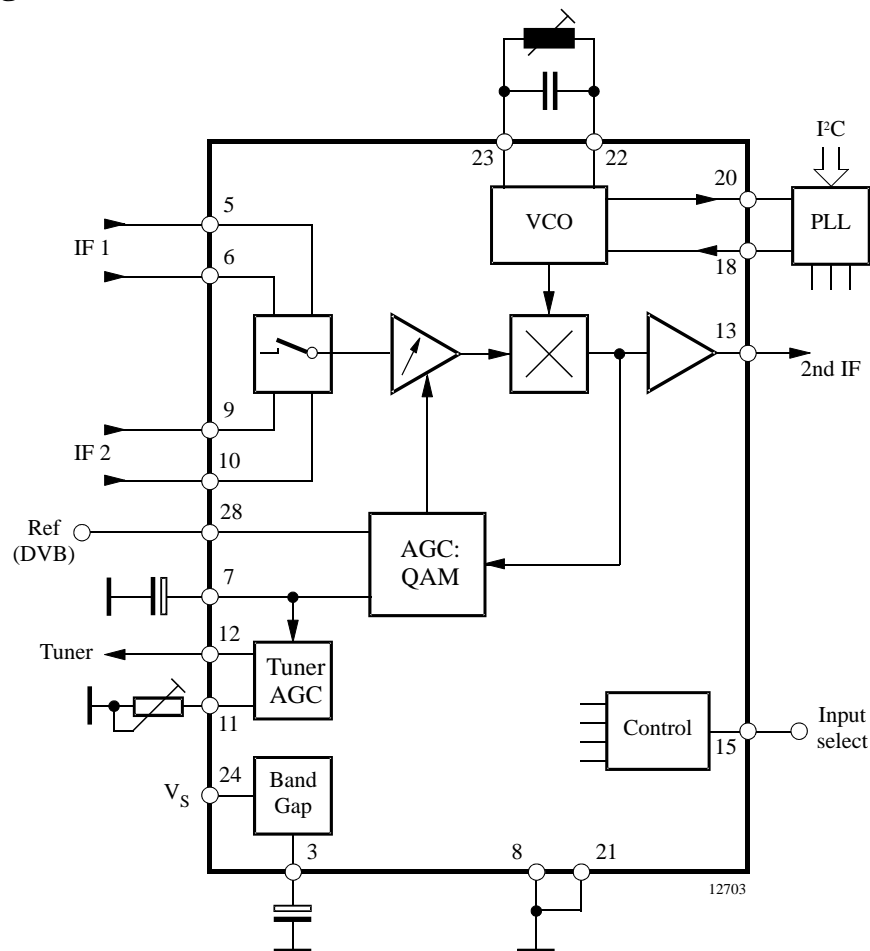 I²C
23
22
20
VCO
PLL
18
5
IF 1
6
13
2nd IF
9
IF 2
10
28
Ref
(DVB)
AGC:
QAM
7
12
Tuner
Tuner
AGC
11
Control
15
Input
select
24
VS
Band
Gap
3
8
21
12703